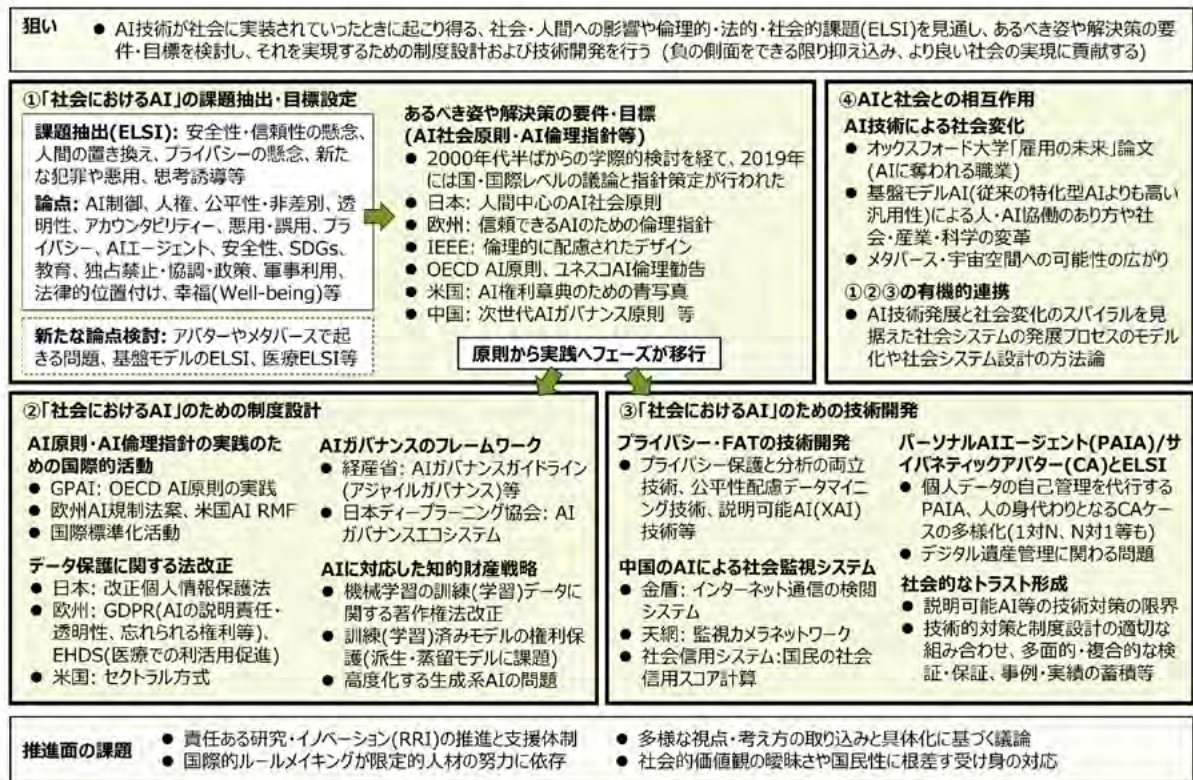 狙い
● AI技術が社会に実装されていったときに起こり得る、社会・人間への影響や倫理的・法的・社会的課題(ELSI)を見通し、あるべき姿や解決策の要
件・目標を検討し、それを実現するための制度設計および技術開発を行う (負の側面をできる限り抑え込み、より良い社会の実現に貢献する)
①「社会におけるAI」の課題抽出・目標設定
課題抽出(ELSI): 安全性・信頼性の懸念、
人間の置き換え、プライバシーの懸念、新た
な犯罪や悪用、思考誘導等
論点: AI制御、人権、公平性・非差別、透
明性、アカウンタビリティー、悪用・誤用、プラ
イバシー、AIエージェント、安全性、SDGs、
教育、独占禁止・協調・政策、軍事利用、
法律的位置付け、幸福(Well-being)等
新たな論点検討: アバターやメタバースで起
きる問題、基盤モデルのELSI、医療ELSI等
あるべき姿や解決策の要件・目標
(AI社会原則・AI倫理指針等)
● 2000年代半ばからの学際的検討を経て、2019年
には国・国際レベルの議論と指針策定が行われた
● 日本: 人間中心のAI社会原則
● 欧州: 信頼できるAIのための倫理指針
● IEEE: 倫理的に配慮されたデザイン
● OECD AI原則、ユネスコAI倫理勧告
● 米国: AI権利章典のための青写真
● 中国: 次世代AIガバナンス原則 等
原則から実践へフェーズが移行
④AIと社会との相互作用
AI技術による社会変化
● オックスフォード大学「雇用の未来」論文
(AIに奪われる職業)
● 基盤モデルAI(従来の特化型AIよりも高い
汎用性)による人・AI協働のあり方や社
会・産業・科学の変革
● メタバース・宇宙空間への可能性の広がり
①②③の有機的連携
● AI技術発展と社会変化のスパイラルを見
据えた社会システムの発展プロセスのモデル
化や社会システム設計の方法論
②「社会におけるAI」のための制度設計
AI原則・AI倫理指針の実践のた
めの国際的活動
● GPAI: OECD AI原則の実践
● 欧州AI規制法案、米国AI RMF
● 国際標準化活動
データ保護に関する法改正
● 日本: 改正個人情報保護法
● 欧州: GDPR(AIの説明責任・
透明性、忘れられる権利等)、
EHDS(医療での利活用促進)
● 米国: セクトラル方式
AIガバナンスのフレームワーク
● 経産省: AIガバナンスガイドライン
(アジャイルガバナンス)等
● 日本ディープラーニング協会: AI
ガバナンスエコシステム
AIに対応した知的財産戦略
● 機械学習の訓練(学習)データに
関する著作権法改正
● 訓練(学習)済みモデルの権利保
護(派生・蒸留モデルに課題)
● 高度化する生成系AIの問題
③「社会におけるAI」のための技術開発
プライバシー・FATの技術開発
● プライバシー保護と分析の両立
技術、公平性配慮データマイニ
ング技術、説明可能AI(XAI)
技術等
中国のAIによる社会監視システム
● 金盾: インターネット通信の検閲
システム
● 天網: 監視カメラネットワーク
● 社会信用システム:国民の社会
信用スコア計算
パーソナルAIエージェント(PAIA)/サ
イバネティックアバター(CA)とELSI
● 個人データの自己管理を代行する
PAIA、人の身代わりとなるCAケー
スの多様化(1対N、N対1等も)
● デジタル遺産管理に関わる問題
社会的なトラスト形成
● 説明可能AI等の技術対策の限界
● 技術的対策と制度設計の適切な
組み合わせ、多面的・複合的な検
証・保証、事例・実績の蓄積等
推進面の課題
● 責任ある研究・イノベーション(RRI)の推進と支援体制
● 国際的ルールメイキングが限定的人材の努力に依存
● 多様な視点・考え方の取り込みと具体化に基づく議論
● 社会的価値観の曖昧さや国民性に根差す受け身の対応